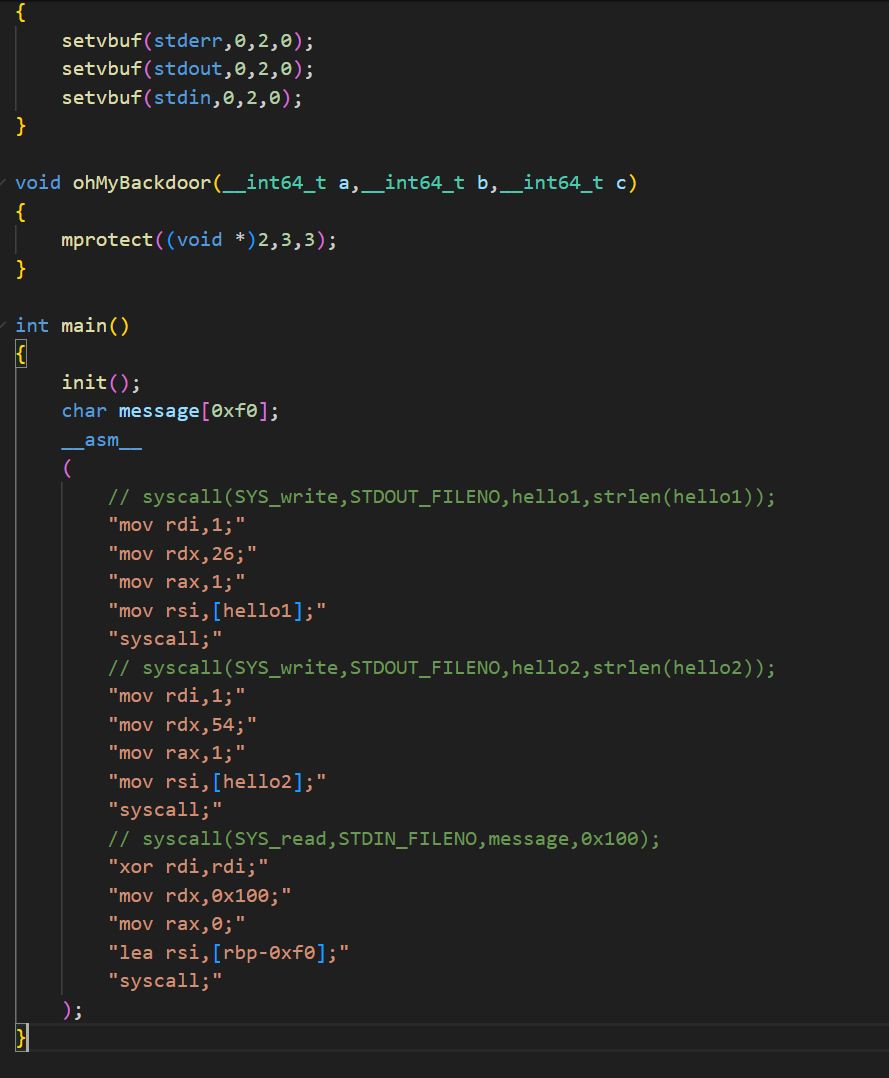 {
    setvbuf(stderr,0,2,0);
    setvbuf(stdout,0,2,0);
    setvbuf(stdin,0,2,0);
}
void ohMyBackdoor(__int64_t a,__int64_t b,__int64_t c)
{
    mprotect((void *)2,3,3);
}
int main()
{
    init();
    char message[0xf0];
    __asm__
    (
        // syscall(SYS_write,STDOUT_FILENO,hello1,strlen(hello1));
        "mov rdi,1;"
        "mov rdx,26;"
        "mov rax,1;"
        "mov rsi,[hello1];"
        "syscall;"
        // syscall(SYS_write,STDOUT_FILENO,hello2,strlen(hello2));
        "mov rdi,1;"
        "mov rdx,54;"
        "mov rax,1;"
        "mov rsi,[hello2];"
        "syscall;"
        // syscall(SYS_read,STDIN_FILENO,message,0x100);
        "xor rdi,rdi;"
        "mov rdx,0x100;"
        "mov rax,0;"
        "lea rsi,[rbp-0xf0];"
        "syscall;"
    );
}